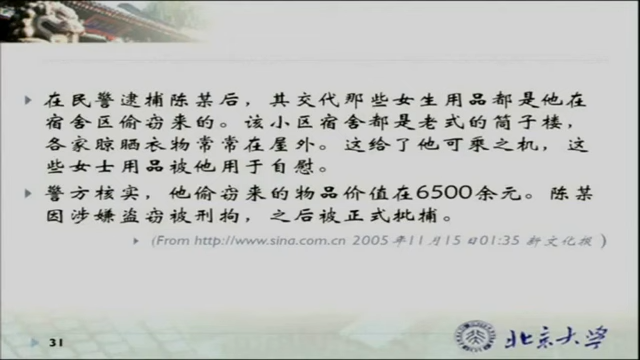 在民警逮捕陈某后，其交代那些女生用品都是他在
宿舍区偷窃来的。该小区宿舍都是老式的筒子楼，
各家晾晒衣物常常在屋外。这给了他可乘之机，这
些女士用品被他用于自慰。
警方核实，他偷窃来的物品价值在6500余元。陈某
因涉嫌盗窃被刑拘，之后被正式批捕。
(From http://www.sina.com.cn 2005年11月15日01:35 新文化报 )
31
北京大学